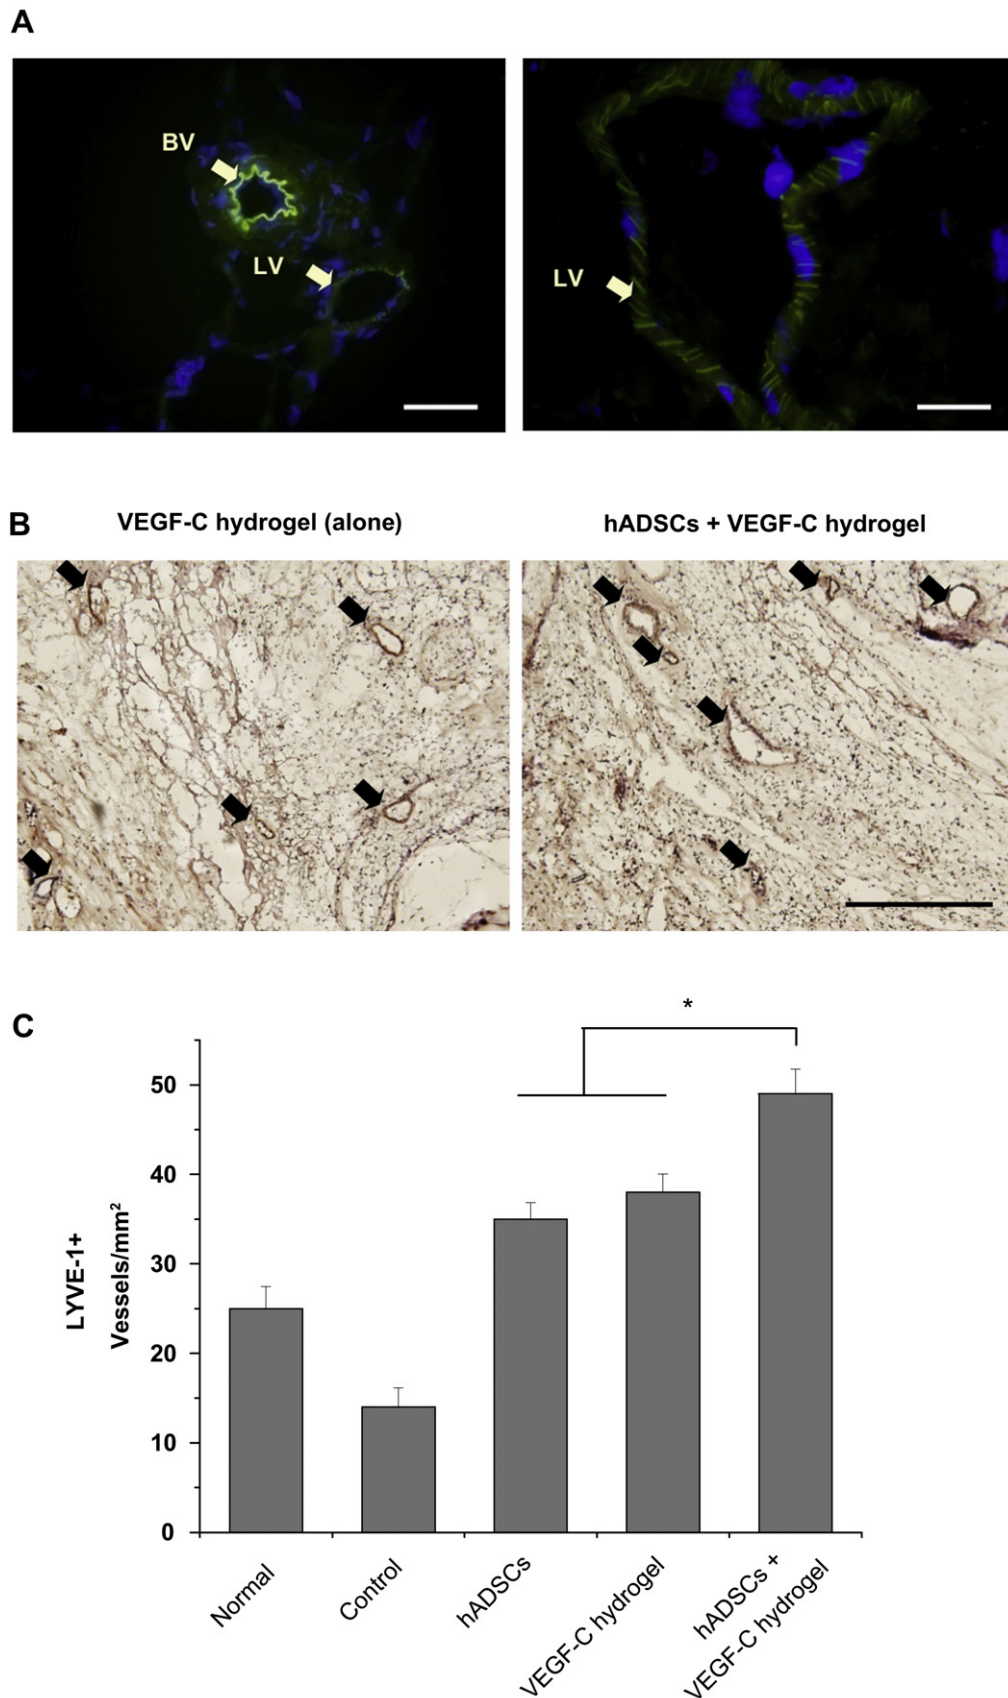 A
BV
LV
LV
B
VEGF-C hydrogel (alone)
hADSCs + VEGF-C hydrogel
C
*
LYVE-1+
Vessels/mm²
50
40
30
20
10
0
Normal
Control
hADSCs
VEGF-C hydrogel
hADSCs +
VEGF-C hydrogel